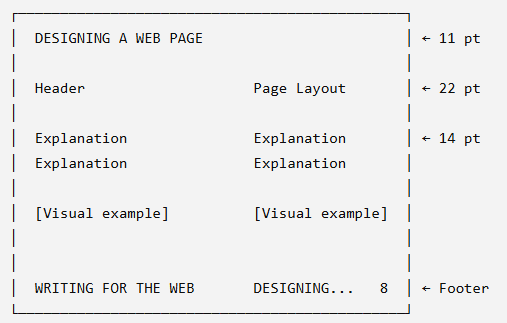 DESIGNING A WEB PAGE ← 11 pt
Header Page Layout ← 22 pt
Explanation Explanation ← 14 pt
Explanation Explanation
[Visual example] [Visual example]
WRITING FOR THE WEB DESIGNING... 8 ← Footer